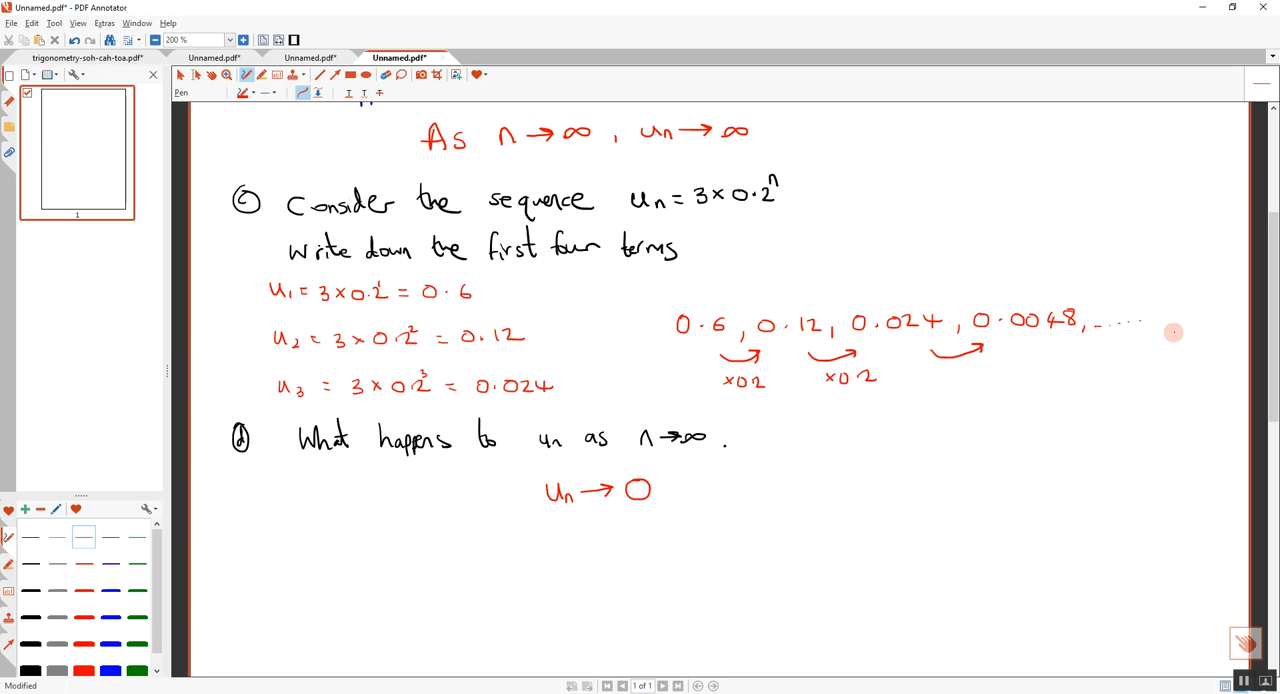 Unnamed.pdf* - PDF Annotator
File Edit Tool View Extras Window Help
200 %
trigonometry-soh-cah-toa.pdf* Unnamed.pdf* Unnamed.pdf* Unnamed.pdf*
Pen
As n → ∞ , un → ∞
c Consider the sequence un = 3 × 0.2^n
Write down the first four terms
u1 = 3 × 0.2^1 = 0.6
0.6 , 0.12 , 0.024 , 0.0048 , ......
u2 = 3 × 0.2^2 = 0.12
×0.2 ×0.2
u3 = 3 × 0.2^3 = 0.024
d What happens to un as n → ∞ .
un → 0
1
1 of 1
Modified